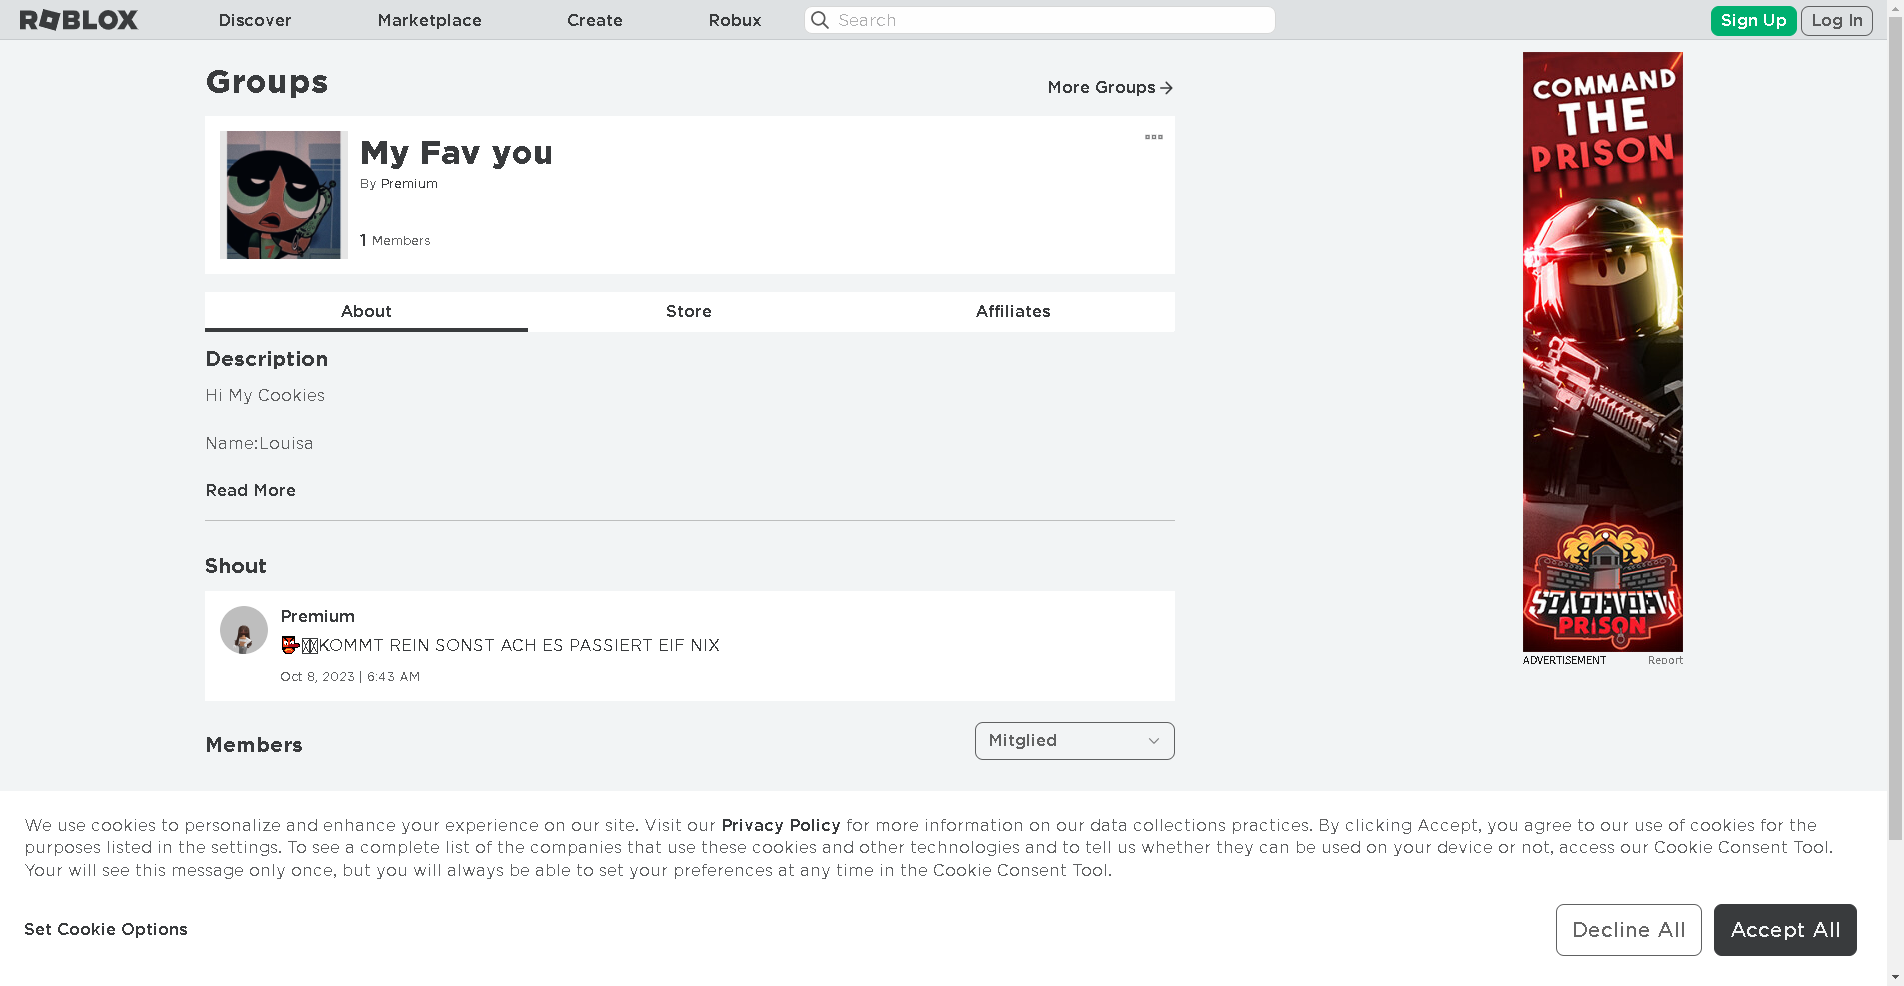 ROBLOX
Discover
Marketplace
Create
Robux
Search
Sign Up
Log In
Groups
More Groups
My Fav you
By Premium
1 Members
About
Store
Affiliates
Description
Hi My Cookies
Name:Louisa
Read More
Shout
Premium
KOMMT REIN SONST ACH ES PASSIERT EIF NIX
Oct 8, 2023 | 6:43 AM
Members
Mitglied
COMMAND
THE
PRISON
PRISON
ADVERTISEMENT
Report
We use cookies to personalize and enhance your experience on our site. Visit our Privacy Policy for more information on our data collections practices. By clicking Accept, you agree to our use of cookies for the
purposes listed in the settings. To see a complete list of the companies that use these cookies and other technologies and to tell us whether they can be used on your device or not, access our Cookie Consent Tool.
Your will see this message only once, but you will always be able to set your preferences at any time in the Cookie Consent Tool.
Set Cookie Options
Decline All
Accept All